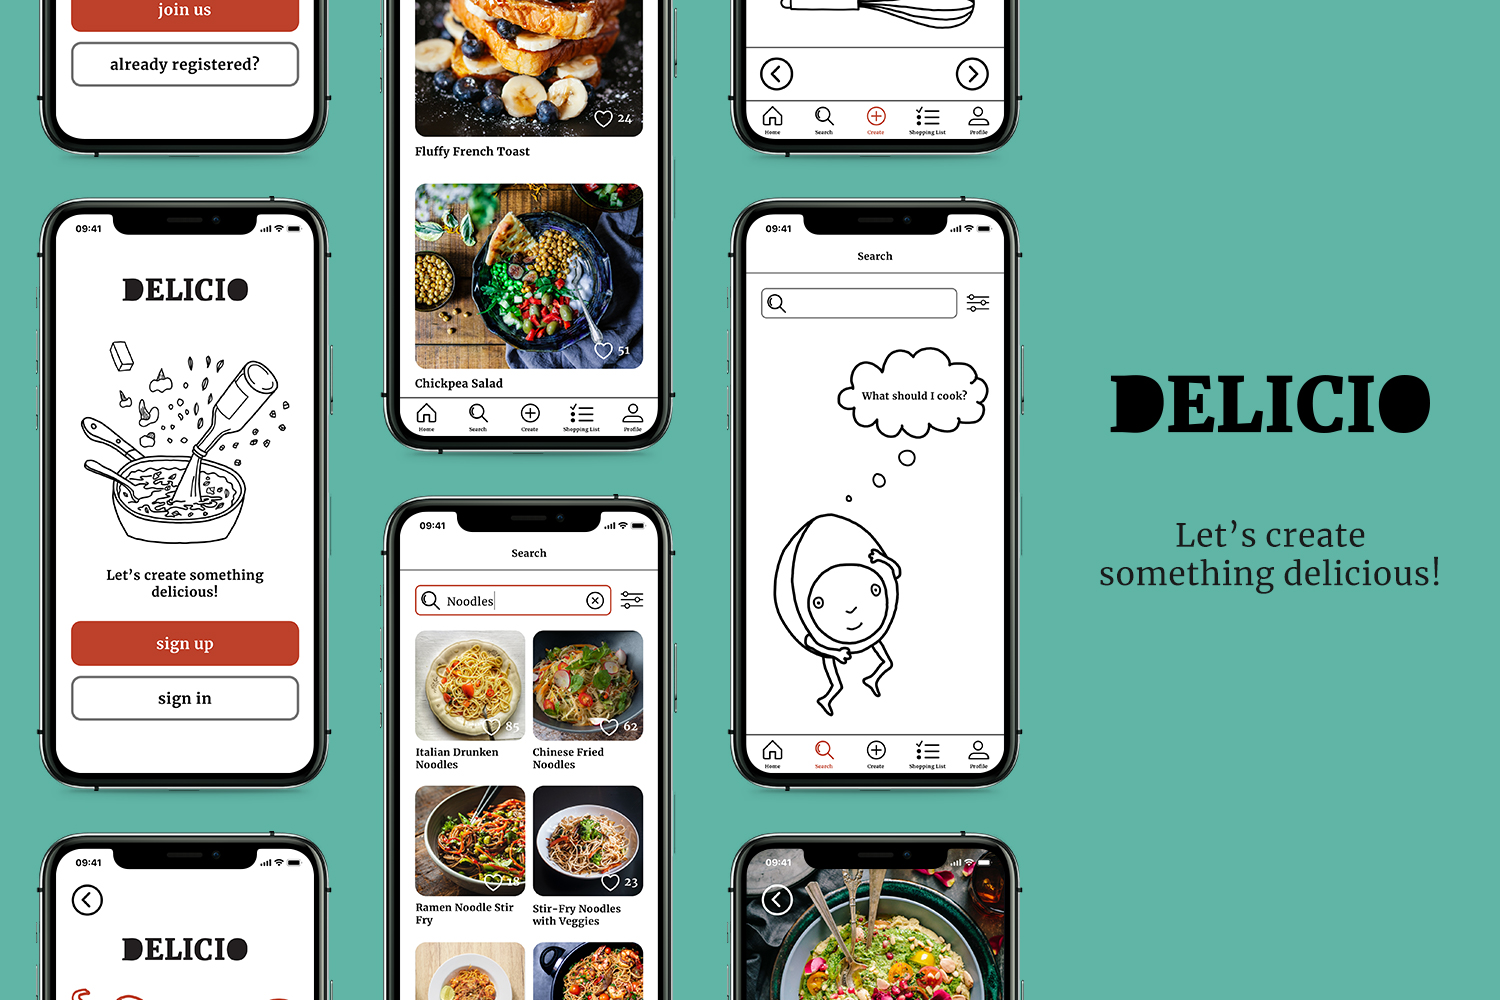 join us
already registered?
09:41
DELICIO
Let's create something
delicious!
sign up
sign in
09:41
DELICIO
24
Fluffy French Toast
51
Chickpea Salad
Home Search Create Shopping List Profile
09:41
Search
Noodles
85
62
Italian Drunken
Noodles
Chinese Fried
Noodles
18
23
Ramen Noodle Stir
Fry
Stir-Fry Noodles
with Veggies
Home Search Create Shopping List Profile
09:41
Search
What should I cook?
Home Search Create Shopping List Profile
09:41
DELICIO
Let's create
something delicious!